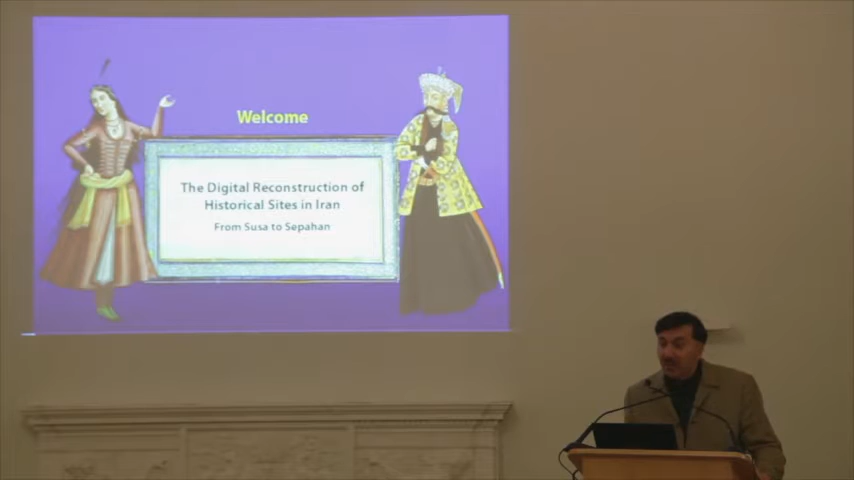 Welcome
The Digital Reconstruction of
Historical Sites in Iran
From Susa to Sepahan